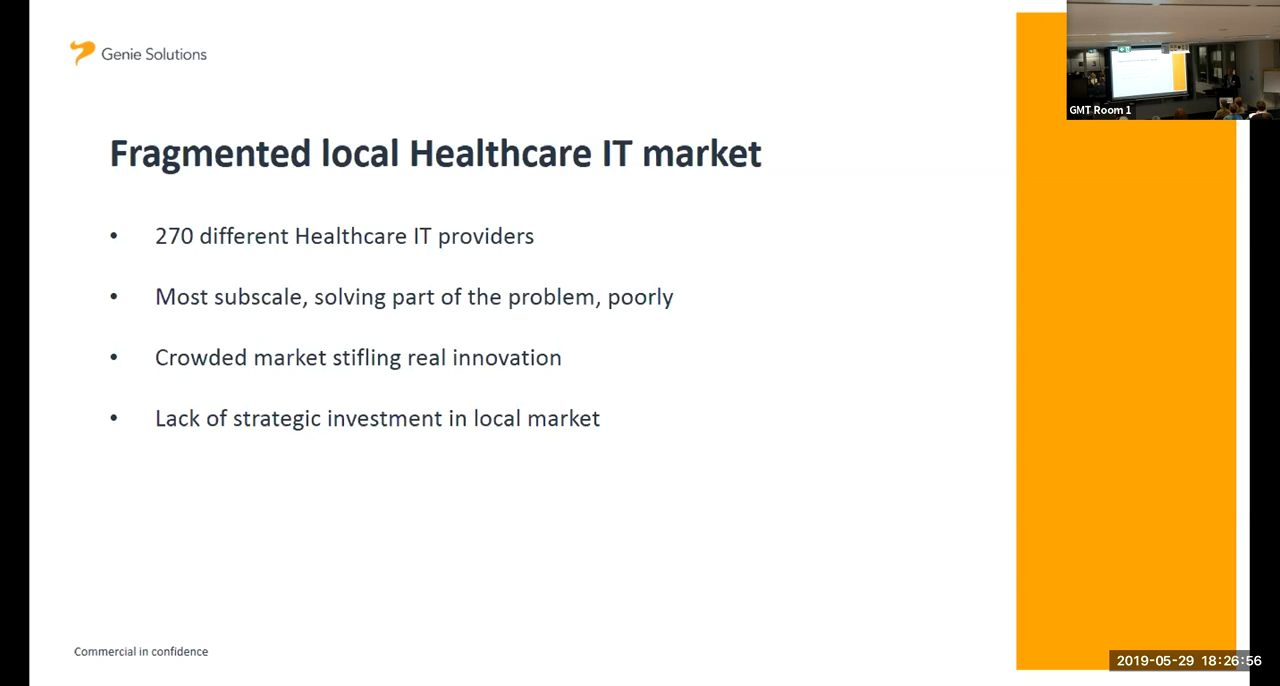 Genie Solutions
GMT Room 1
Fragmented local Healthcare IT market
• 270 different Healthcare IT providers
• Most subscale, solving part of the problem, poorly
• Crowded market stifling real innovation
• Lack of strategic investment in local market
Commercial in confidence
2019-05-29 18:26:56